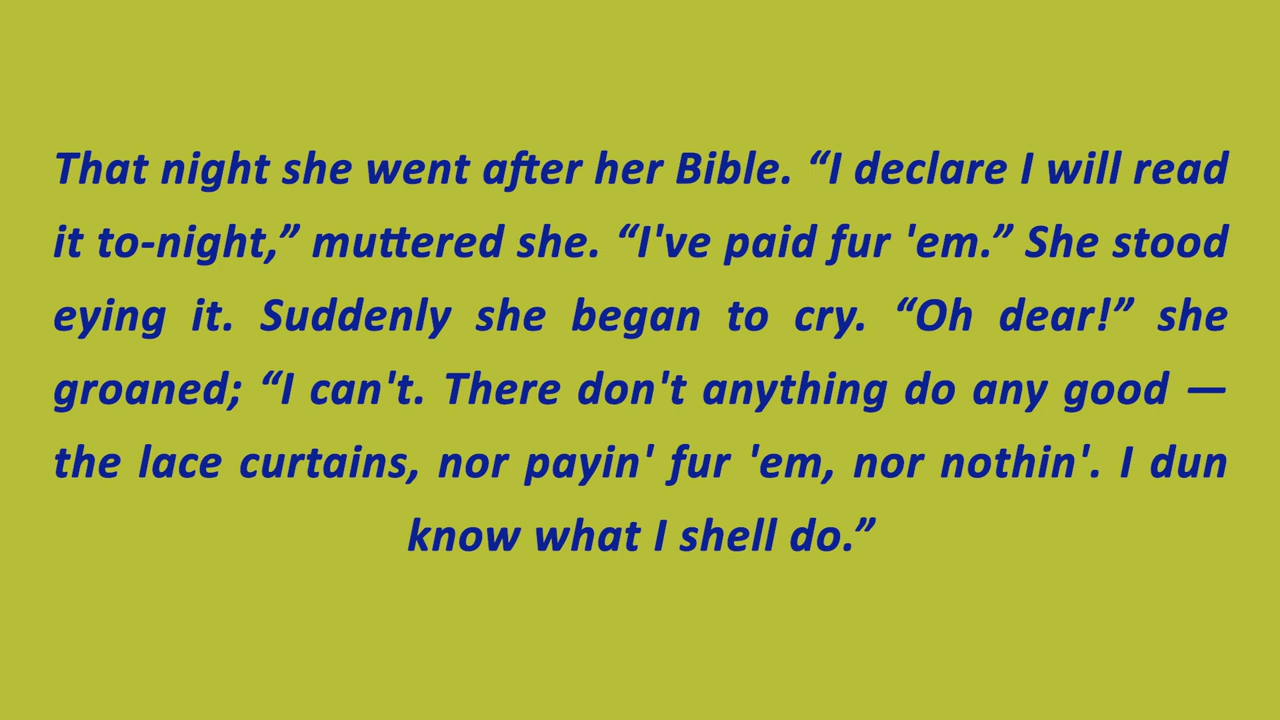 That night she went after her Bible. “I declare I will read
it to-night,” muttered she. “I've paid fur 'em.” She stood
eying it. Suddenly she began to cry. “Oh dear!” she
groaned; “I can't. There don't anything do any good —
the lace curtains, nor payin' fur 'em, nor nothin'. I dun
know what I shell do.”